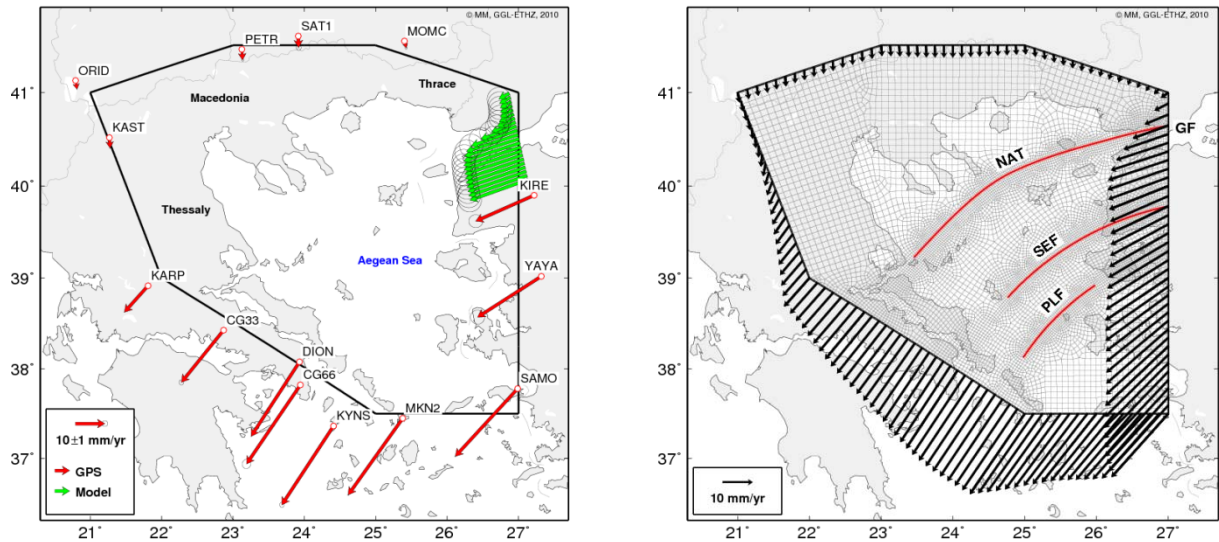 © MM, GGL-ETHZ, 2010
SAT1
MOMC
PETR
ORID
Thrace
41°
Macedonia
KAST
40°
KIRE
Thessaly
Aegean Sea
YAYA
39°
KARP
CG33
DION
38°
CG66
SAMO
KYNS
MKN2
10±1 mm/yr
37°
GPS
Model
21° 22° 23° 24° 25° 26° 27°
© MM, GGL-ETHZ, 2010
41°
GF
NAT
40°
SEF
39°
PLF
38°
37°
10 mm/yr
21° 22° 23° 24° 25° 26° 27°